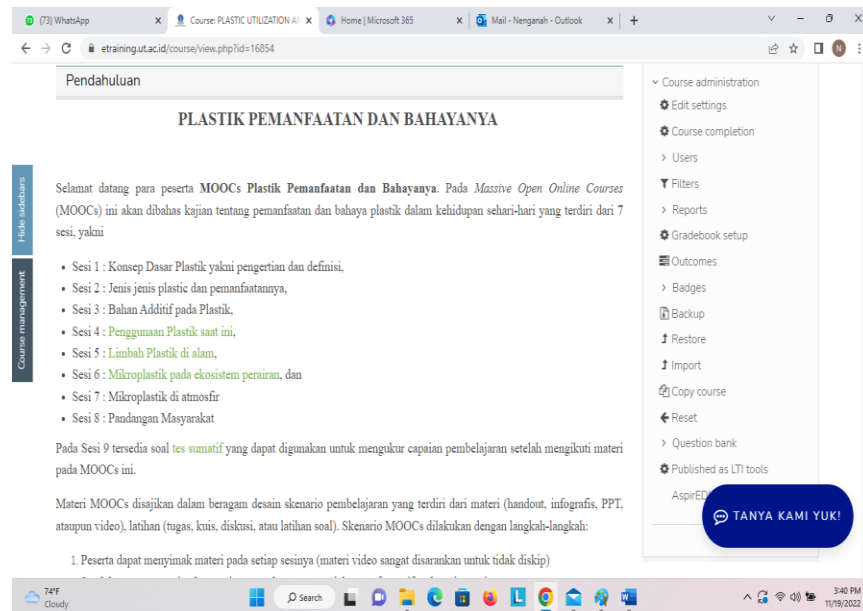 (73) WhatsApp
Course: PLASTIC UTILIZATION AN
Home | Microsoft 365
Mail - Nenganah - Outlook
etraining.ut.ac.id/course/view.php?id=16854
N
Pendahuluan
PLASTIK PEMANFAATAN DAN BAHAYANYA
Selamat datang para peserta MOOCs Plastik Pemanfaatan dan Bahayanya. Pada Massive Open Online Courses
(MOOCs) ini akan dibahas kajian tentang pemanfaatan dan bahaya plastik dalam kehidupan sehari-hari yang terdiri dari 7
sesi, yakni
• Sesi 1 : Konsep Dasar Plastik yakni pengertian dan definisi,
• Sesi 2 : Jenis jenis plastic dan pemanfaatannya,
• Sesi 3 : Bahan Additif pada Plastik,
• Sesi 4 : Penggunaan Plastik saat ini,
• Sesi 5 : Limbah Plastik di alam,
• Sesi 6 : Mikroplastik pada ekosistem perairan, dan
• Sesi 7 : Mikroplastik di atmosfir
• Sesi 8 : Pandangan Masyarakat
Pada Sesi 9 tersedia soal tes sumatif yang dapat digunakan untuk mengukur capaian pembelajaran setelah mengikuti materi
pada MOOCs ini.
Materi MOOCs disajikan dalam beragam desain skenario pembelajaran yang terdiri dari materi (handout, infografis, PPT,
ataupun video), latihan (tugas, kuis, diskusi, atau latihan soal). Skenario MOOCs dilakukan dengan langkah-langkah:
1. Peserta dapat menyimak materi pada setiap sesinya (materi video sangat disarankan untuk tidak diskip)
Hide sidebars
Course management
Course administration
Edit settings
Course completion
Users
Filters
Reports
Gradebook setup
Outcomes
Badges
Backup
Restore
Import
Copy course
Reset
Question bank
Published as LTI tools
TANYA KAMI YUK!
74°F
Cloudy
Search
3:40 PM
11/19/2022